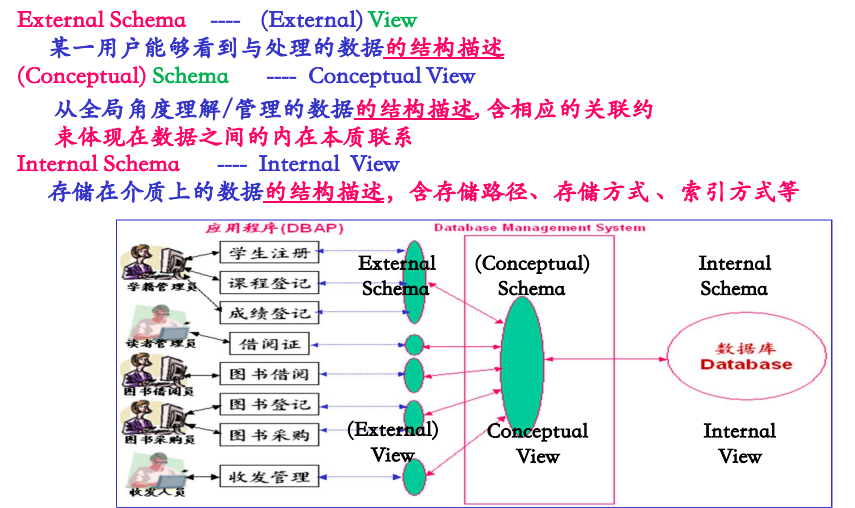 External Schema ---- (External) View
某一用户能够看到与处理的数据的结构描述
(Conceptual) Schema ---- Conceptual View
从全局角度理解/管理的数据的结构描述, 含相应的关联约
束体现在数据之间的内在本质联系
Internal Schema ---- Internal View
存储在介质上的数据的结构描述，含存储路径、存储方式 、索引方式等
应用程序(DBAP)
Database Management System
学生注册
课程登记
学籍管理员
成绩登记
External
Schema
(Conceptual)
Schema
Internal
Schema
借阅证
读者管理员
数据库
Database
图书借阅
图书借阅员
图书登记
图书采购
图书采购员
(External)
View
Conceptual
View
Internal
View
收发管理
收发人员